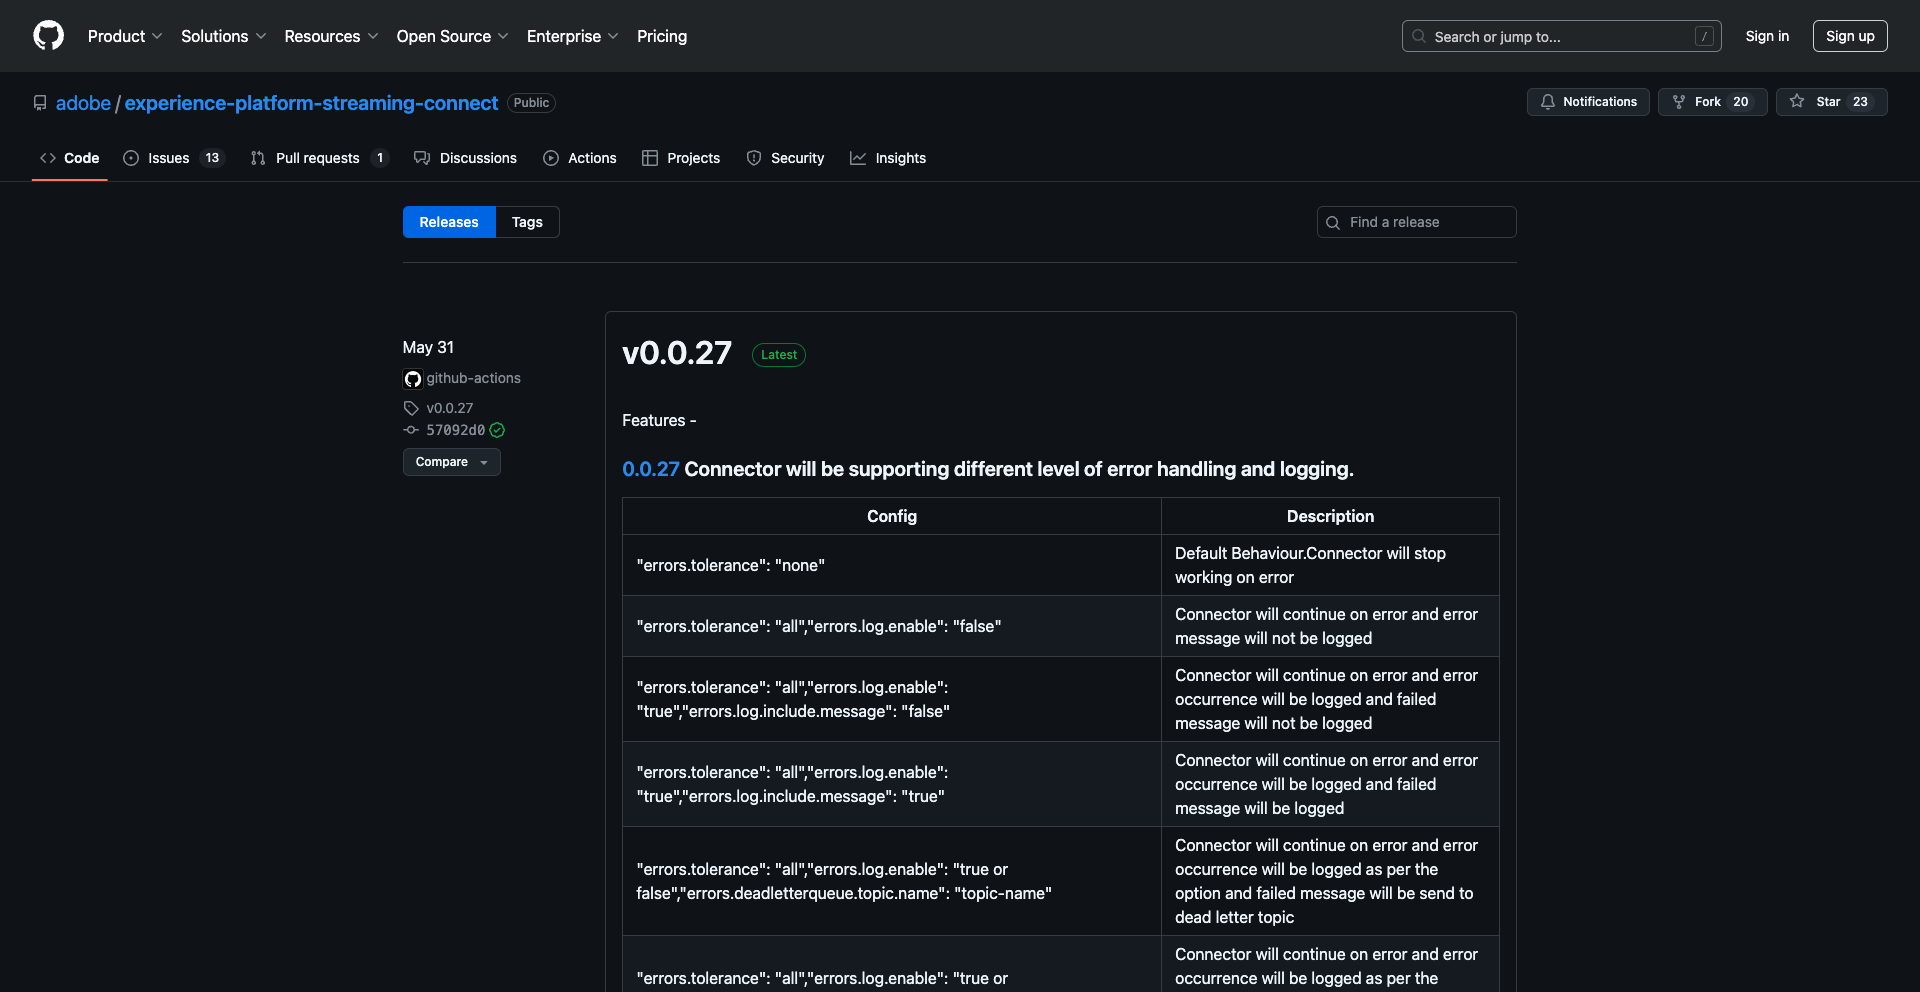 Product Solutions Resources Open Source Enterprise Pricing Search or jump to... / Sign in Sign up
adobe / experience-platform-streaming-connect Public Notifications Fork 20 Star 23
Code Issues 13 Pull requests 1 Discussions Actions Projects Security Insights
Releases Tags Find a release
May 31
github-actions
v0.0.27
57092d0
Compare
v0.0.27 Latest
Features -
0.0.27 Connector will be supporting different level of error handling and logging.
Config Description
"errors.tolerance": "none"
Default Behaviour.Connector will stop
working on error
"errors.tolerance": "all","errors.log.enable": "false"
Connector will continue on error and error
message will not be logged
"errors.tolerance": "all","errors.log.enable":
"true","errors.log.include.message": "false"
Connector will continue on error and error
occurrence will be logged and failed
message will not be logged
"errors.tolerance": "all","errors.log.enable":
"true","errors.log.include.message": "true"
Connector will continue on error and error
occurrence will be logged and failed
message will be logged
"errors.tolerance": "all","errors.log.enable": "true or
false","errors.deadletterqueue.topic.name": "topic-name"
Connector will continue on error and error
occurrence will be logged as per the
option and failed message will be send to
dead letter topic
"errors.tolerance": "all","errors.log.enable": "true or
Connector will continue on error and error
occurrence will be logged as per the